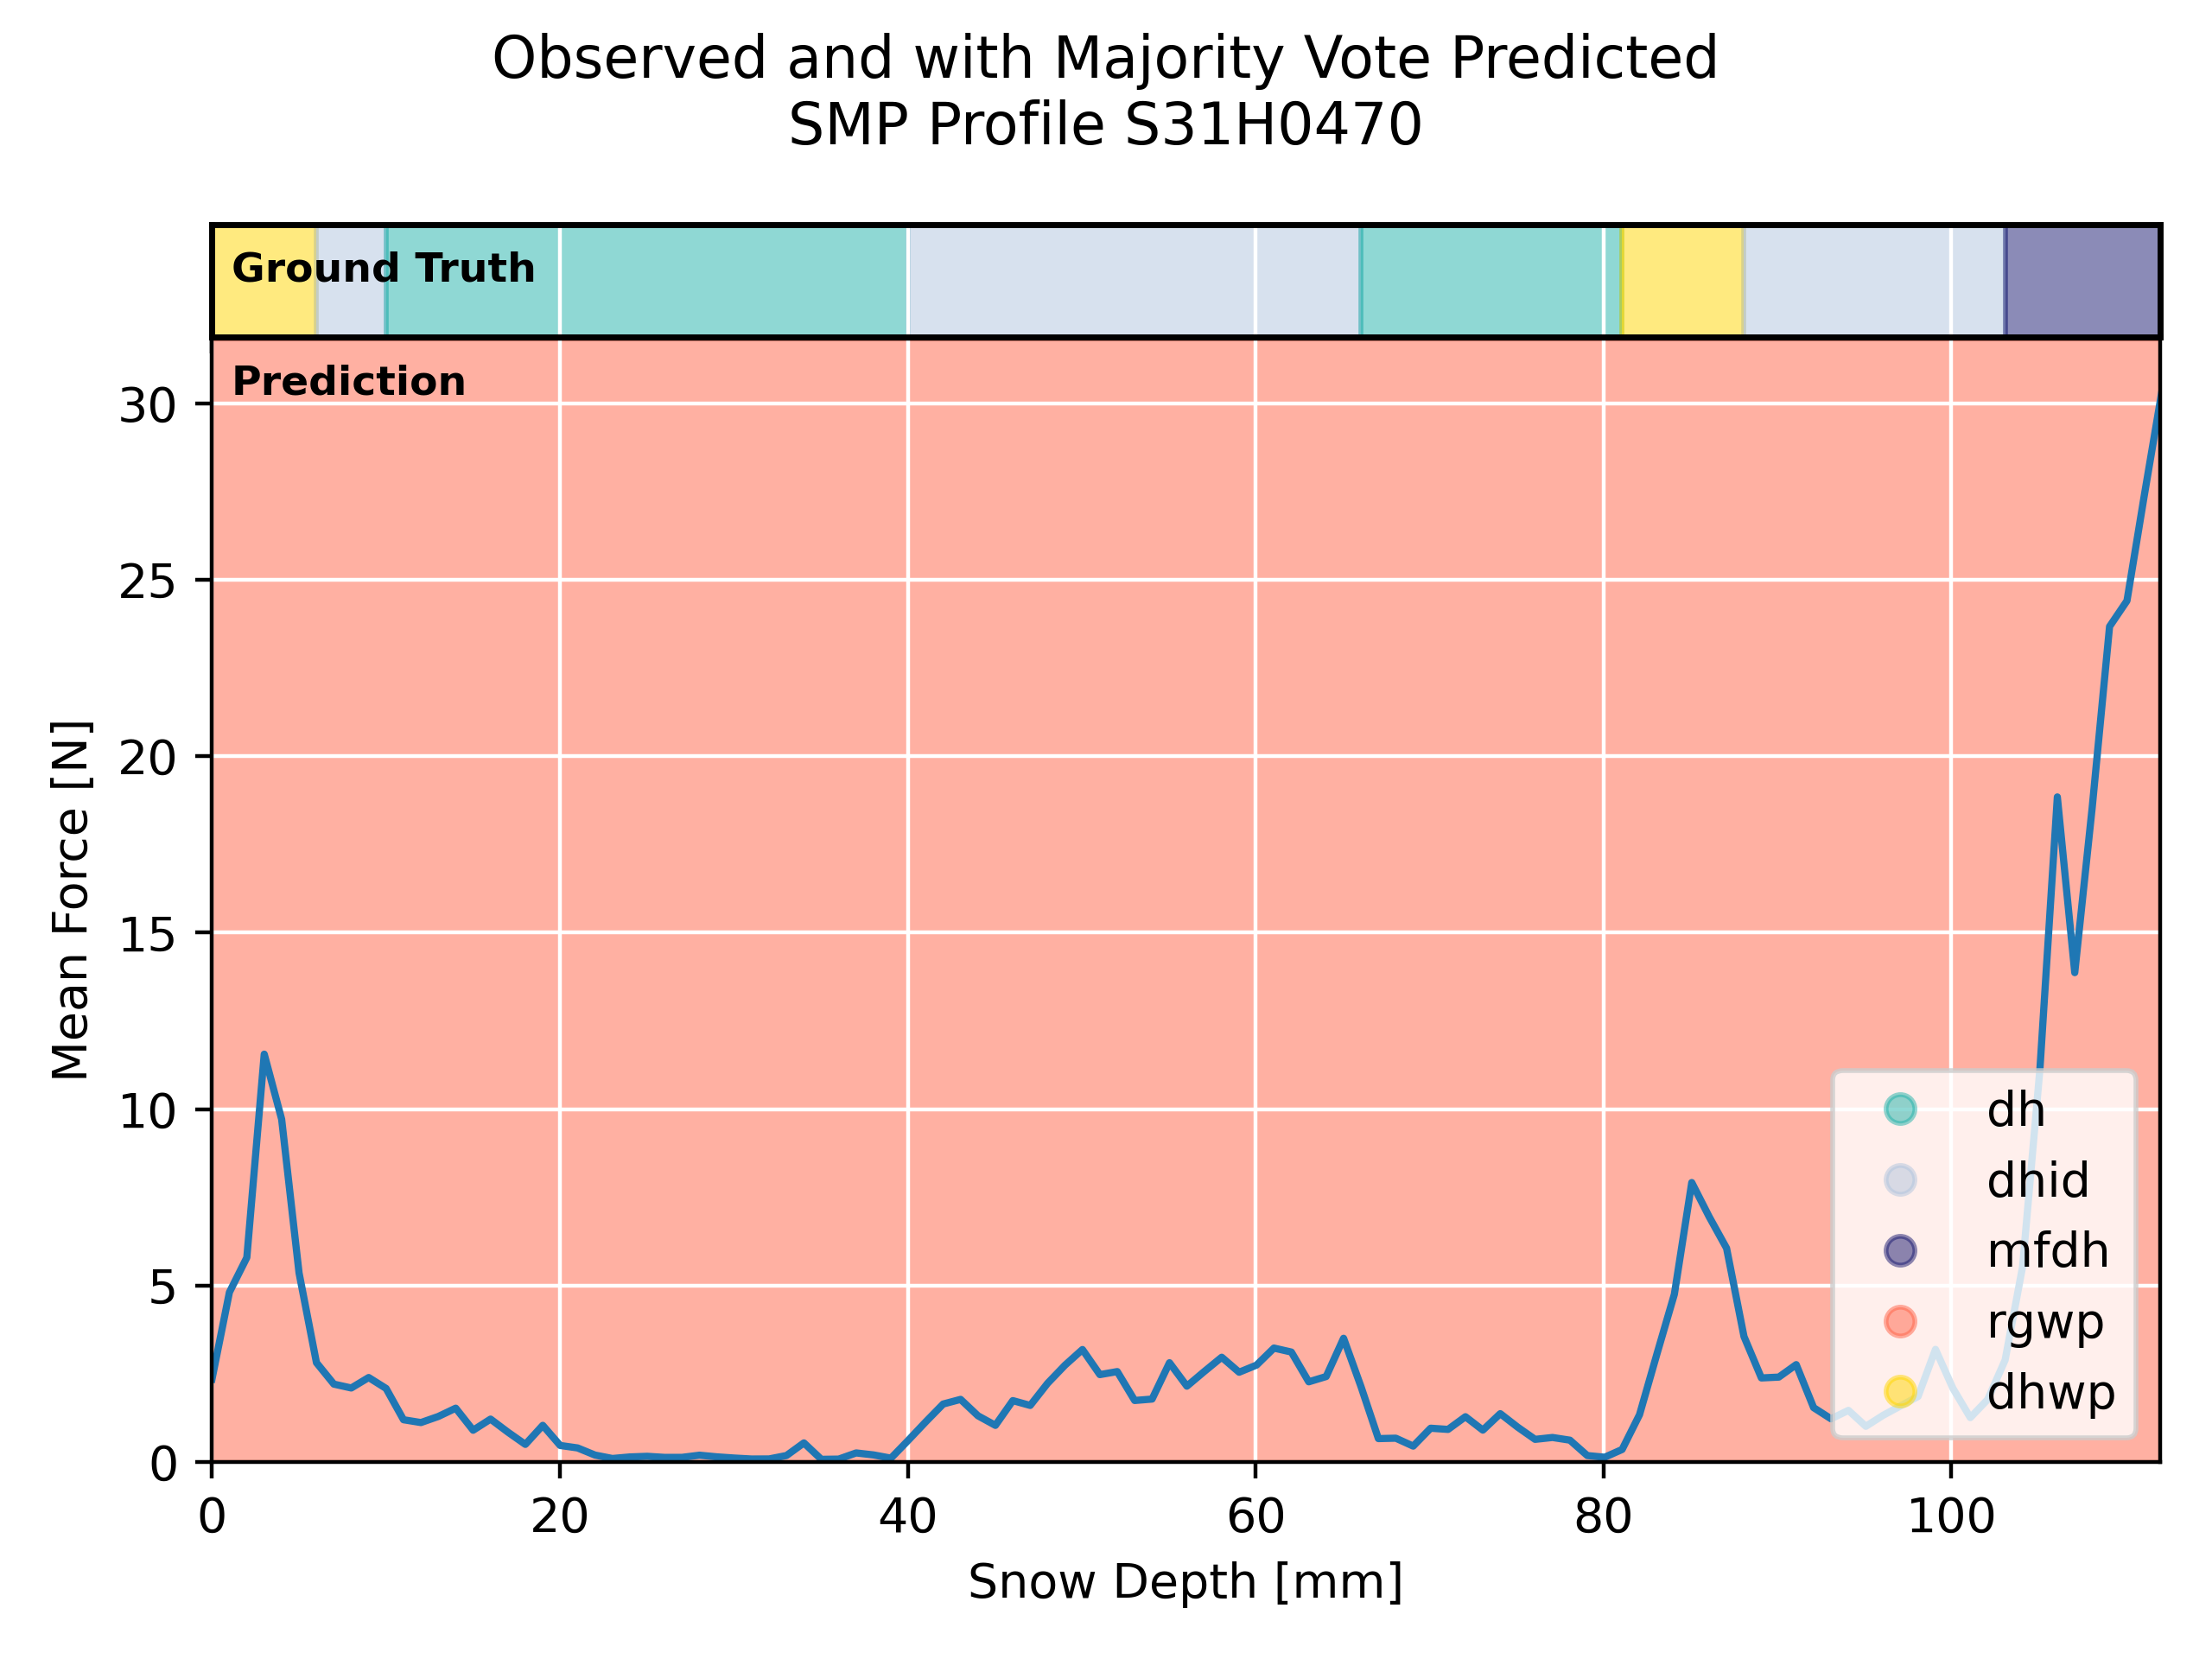 Observed and with Majority Vote Predicted
SMP Profile S31H0470
Ground Truth
Prediction
30
25
20
15
10
5
0
Mean Force [N]
0 20 40 60 80 100
Snow Depth [mm]
dh
dhid
mfdh
rgwp
dhwp